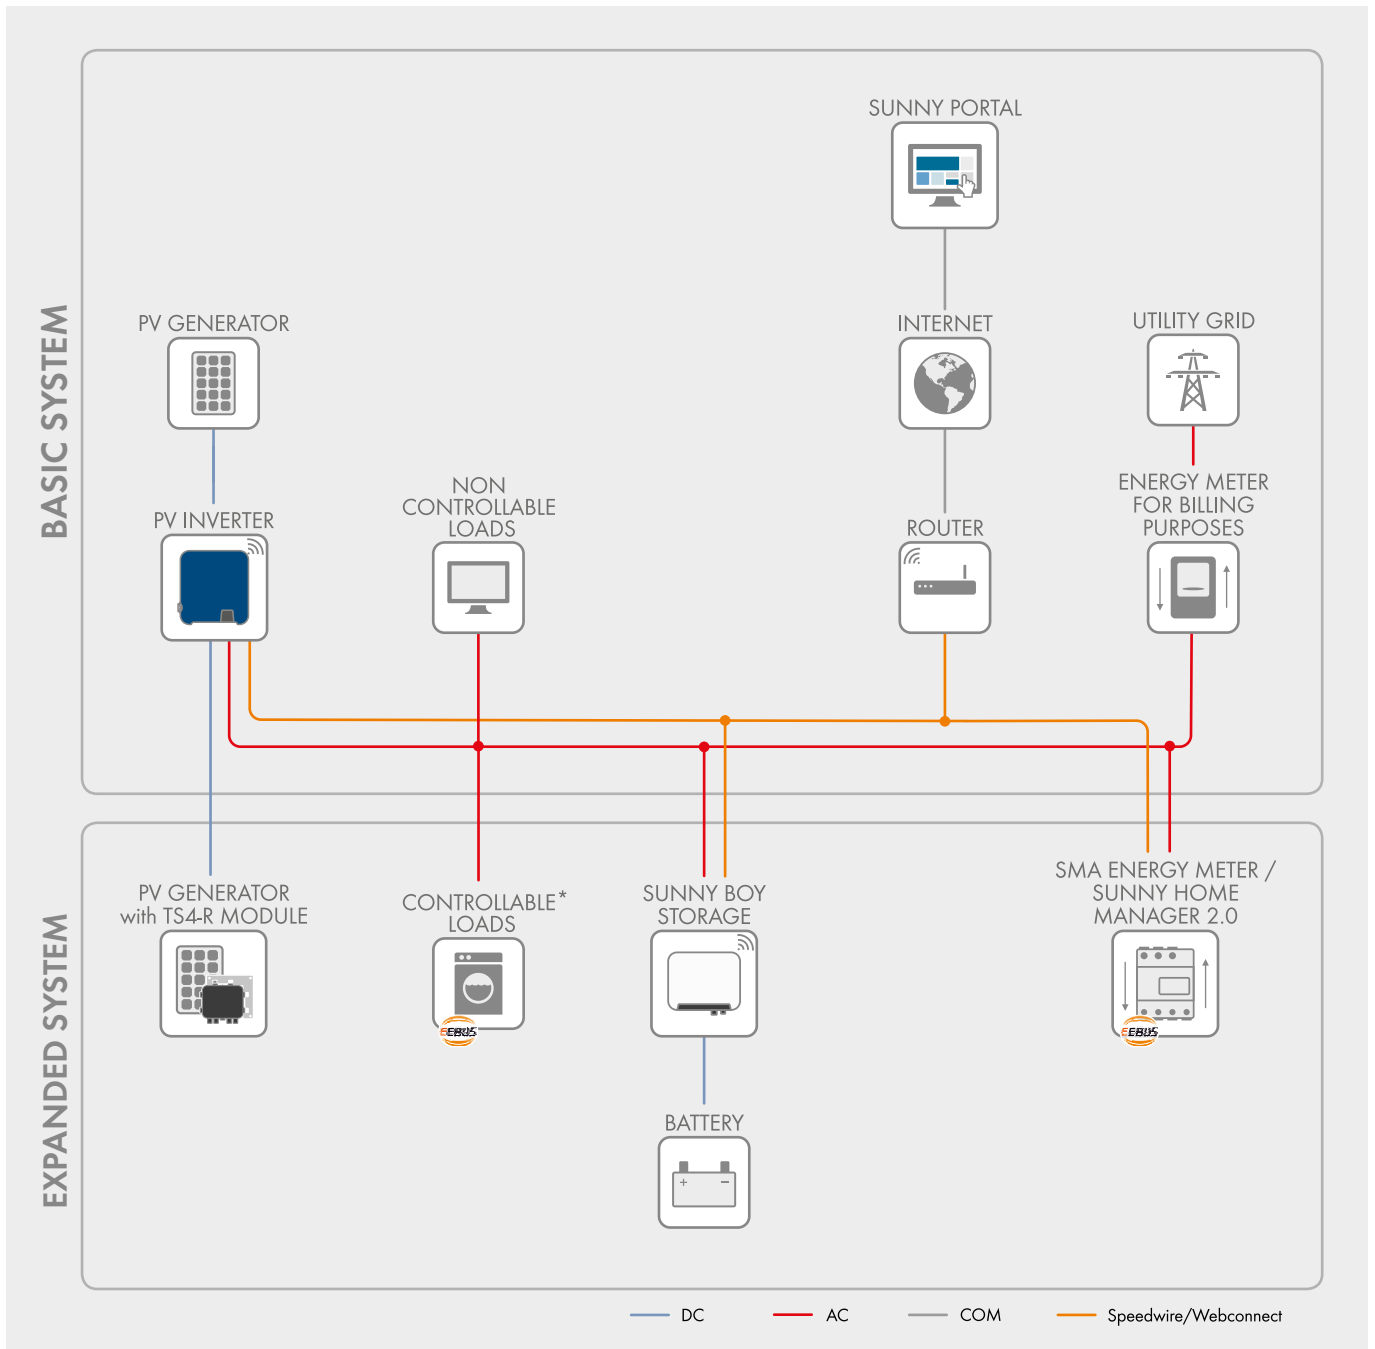 BASIC SYSTEM
SUNNY PORTAL
PV GENERATOR
INTERNET
UTILITY GRID
PV INVERTER
NON
CONTROLLABLE
LOADS
ROUTER
ENERGY METER
FOR BILLING
PURPOSES
EXPANDED SYSTEM
PV GENERATOR
with TS4-R MODULE
CONTROLLABLE*
LOADS
EEBUS
SUNNY BOY
STORAGE
SMA ENERGY METER /
SUNNY HOME
MANAGER 2.0
EEBUS
BATTERY
+ −
DC
AC
COM
Speedwire/Webconnect